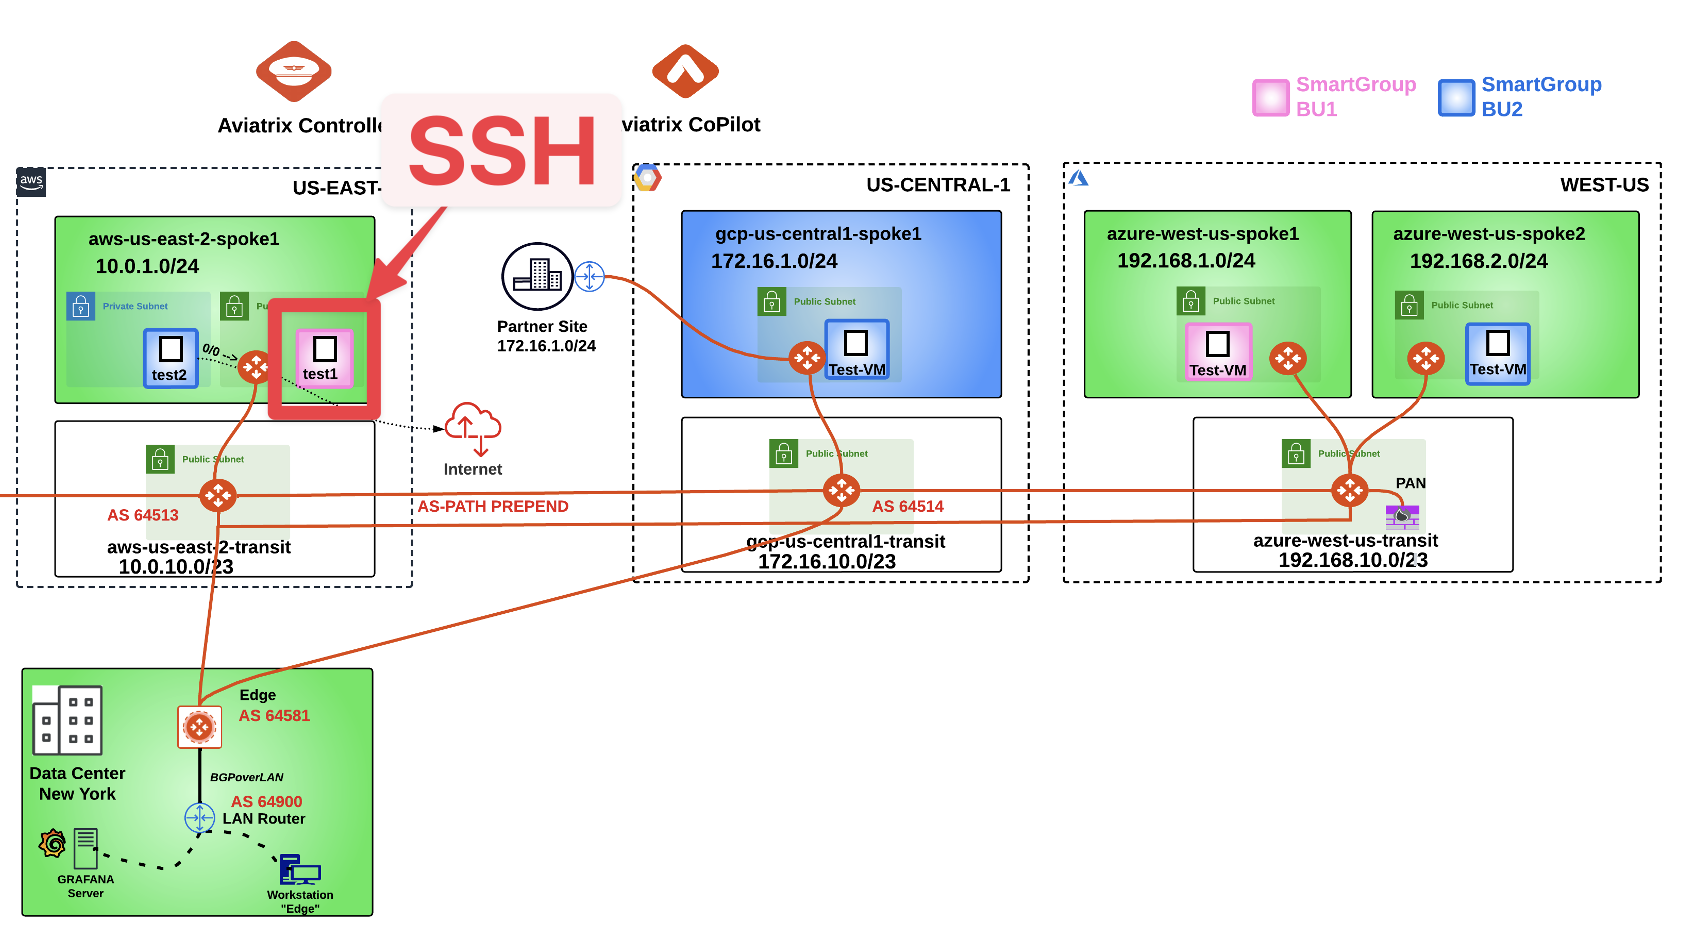 SmartGroup
BU1
SmartGroup
BU2
Aviatrix Controlle
SSH
viatrix CoPilot
aws
US-EAST-
US-CENTRAL-1
WEST-US
aws-us-east-2-spoke1
10.0.1.0/24
Private Subnet
Pu
0/0 -->
test2
test1
Internet
Partner Site
172.16.1.0/24
gcp-us-central1-spoke1
172.16.1.0/24
Public Subnet
Test-VM
azure-west-us-spoke1
192.168.1.0/24
Public Subnet
Test-VM
azure-west-us-spoke2
192.168.2.0/24
Public Subnet
Test-VM
Public Subnet
AS 64513
aws-us-east-2-transit
10.0.10.0/23
AS-PATH PREPEND
Public Subnet
AS 64514
gcp-us-central1-transit
172.16.10.0/23
Public Subnet
PAN
azure-west-us-transit
192.168.10.0/23
Edge
AS 64581
Data Center
New York
BGPoverLAN
AS 64900
LAN Router
GRAFANA
Server
Workstation
"Edge"